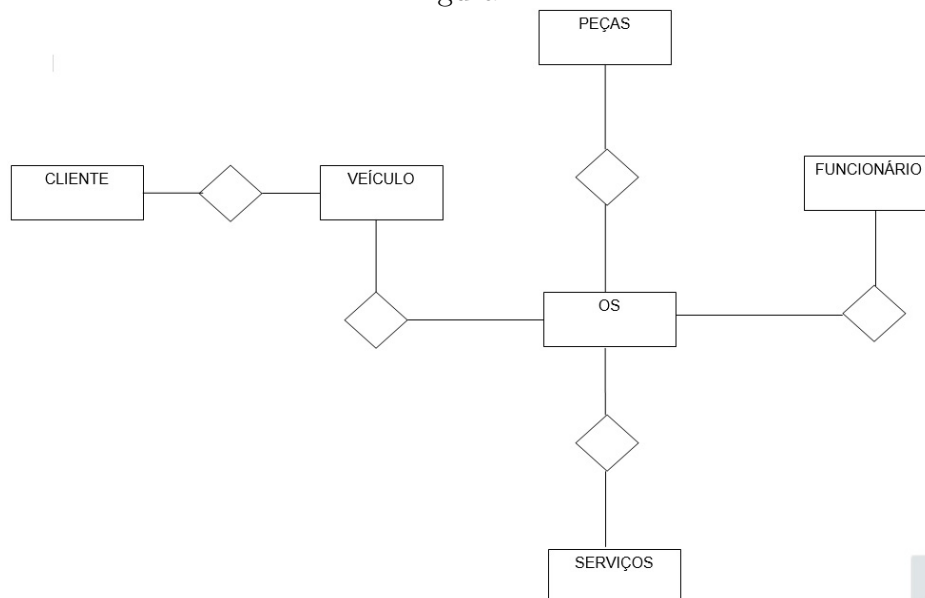 PEÇAS
CLIENTE
VEÍCULO
FUNCIONÁRIO
OS
SERVIÇOS